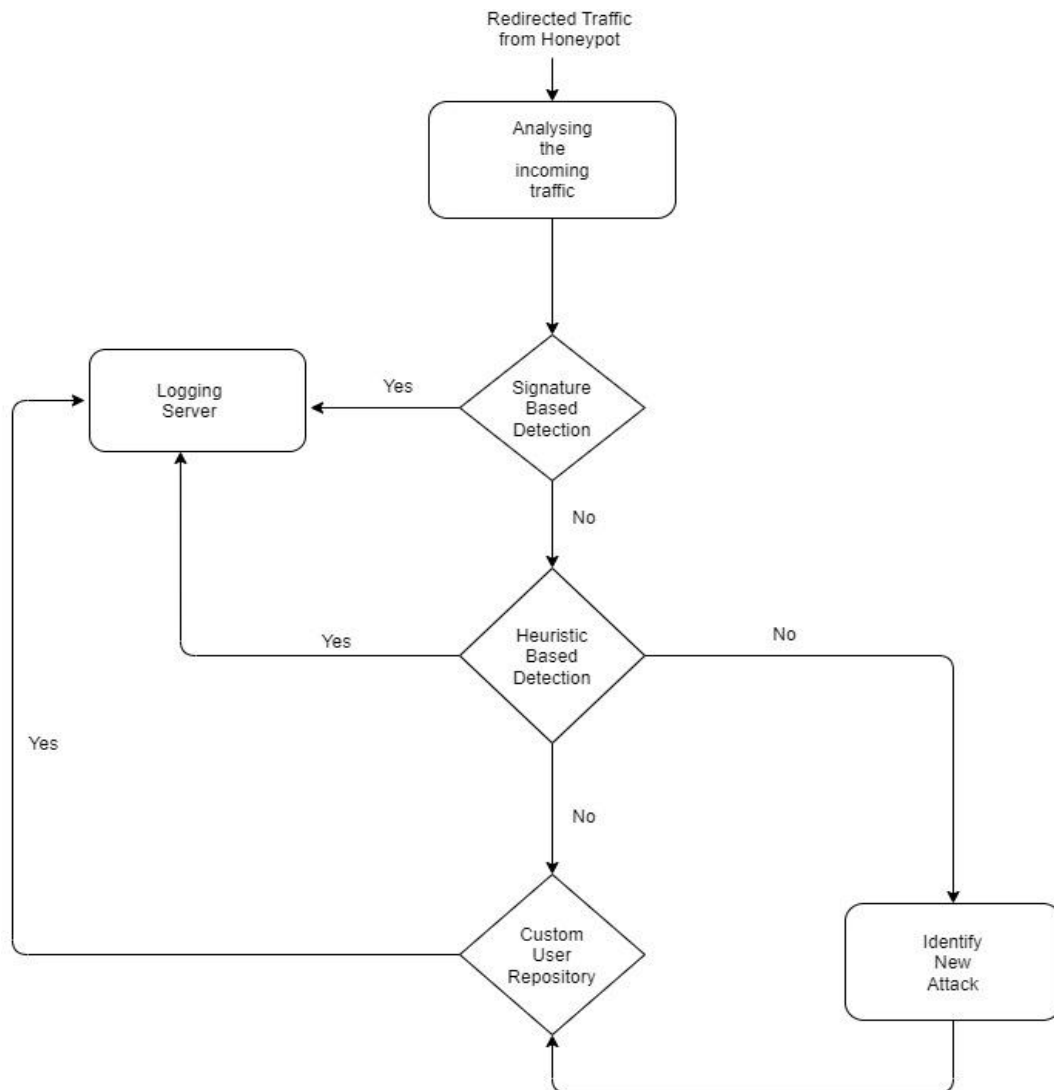 Redirected Traffic
from Honeypot
Analysing
the
incoming
traffic
Logging
Server
Yes
Signature
Based
Detection
No
Heuristic
Based
Detection
Yes
No
Yes
No
Custom
User
Repository
Identify
New
Attack